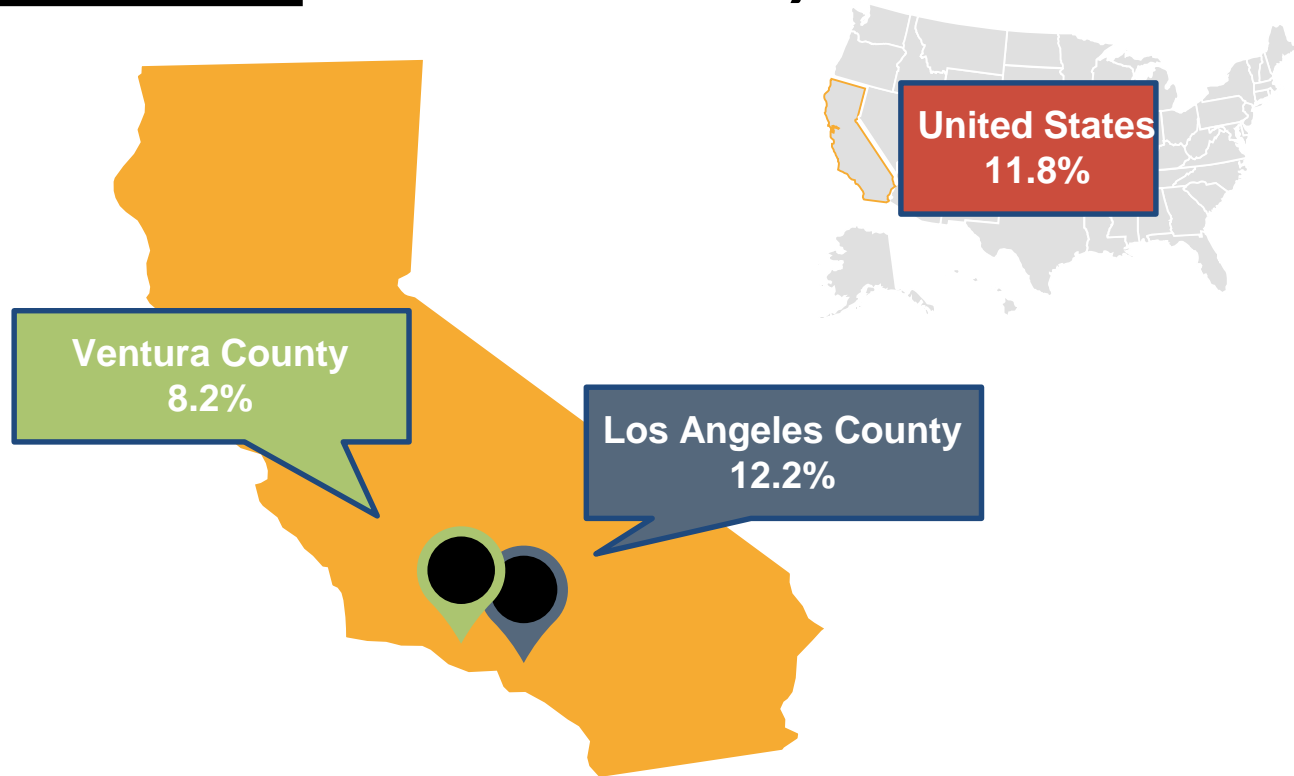 United States
11.8%
Ventura County
8.2%
Los Angeles County
12.2%